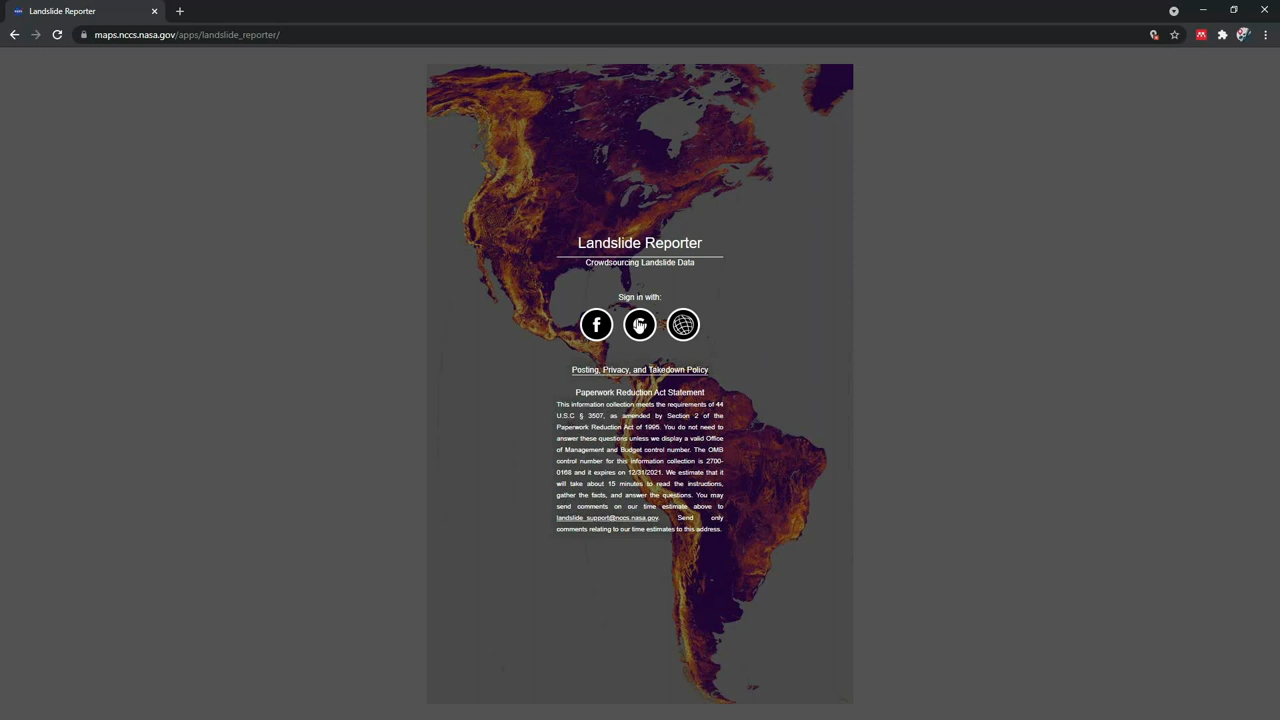 Landslide Reporter
maps.nccs.nasa.gov/apps/landslide_reporter/
Landslide Reporter
Crowdsourcing Landslide Data
Sign in with:
f
Posting, Privacy, and Takedown Policy
Paperwork Reduction Act Statement
This information collection meets the requirements of 44
U.S.C § 3507, as amended by Section 2 of the
Paperwork Reduction Act of 1995. You do not need to
answer these questions unless we display a valid Office
of Management and Budget control number. The OMB
control number for this information collection is 2700-
0168 and it expires on 12/31/2021. We estimate that it
will take about 15 minutes to read the instructions,
gather the facts, and answer the questions. You may
send comments on our time estimate above to
landslide_support@nccs.nasa.gov. Send only
comments relating to our time estimates to this address.